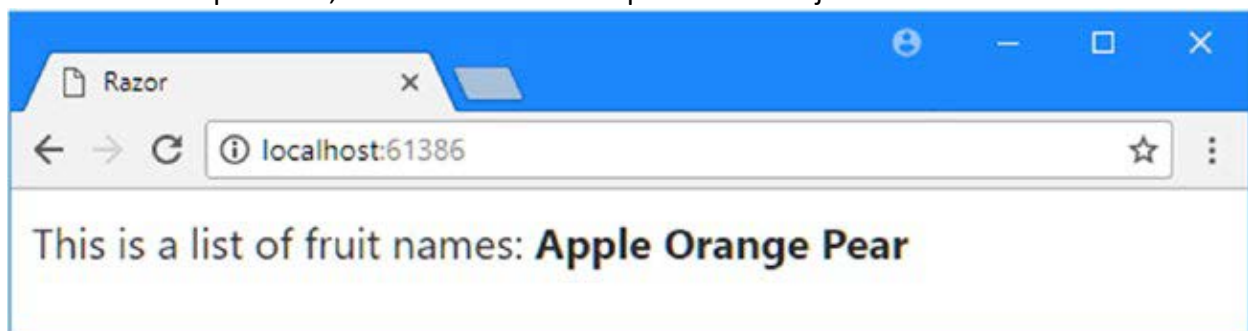 Razor
localhost:61386
This is a list of fruit names: Apple Orange Pear